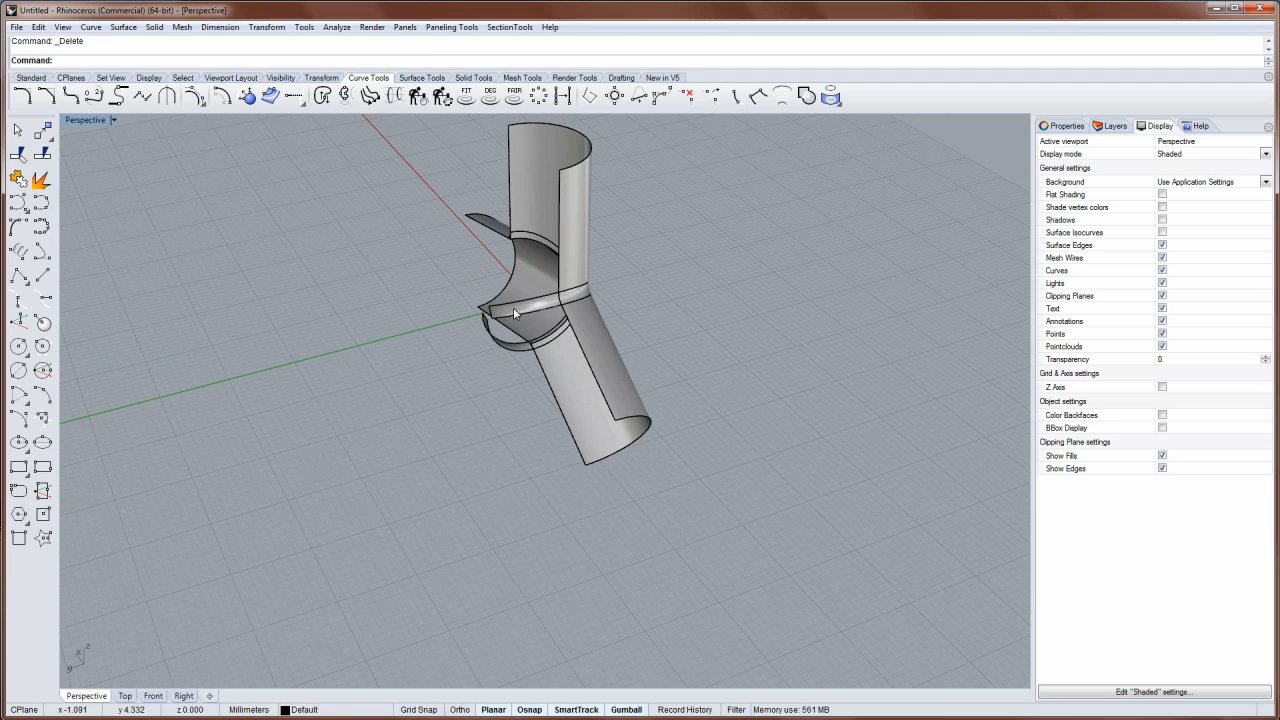 Untitled - Rhinoceros (Commercial) (64-bit) - [Perspective]
File Edit View Curve Surface Solid Mesh Dimension Transform Tools Analyze Render Panels Paneling Tools SectionTools Help
Command: _Delete
Command:
Standard CPlanes Set View Display Select Viewport Layout Visibility Transform Curve Tools Surface Tools Solid Tools Mesh Tools Render Tools Drafting New in V5
FIT DEG FAIR
Perspective
Properties Layers Display Help
Active viewport Perspective
Display mode Shaded
General settings
Background Use Application Settings
Flat Shading
Shade vertex colors
Shadows
Surface Isocurves
Surface Edges
Mesh Wires
Curves
Lights
Clipping Planes
Text
Annotations
Points
Pointclouds
Transparency 0
Grid & Axis settings
Z Axis
Object settings
Color Backfaces
BBox Display
Clipping Plane settings
Show Fills
Show Edges
z
x
y
Edit "Shaded" settings...
Perspective Top Front Right
CPlane x -1.091 y 4.332 z 0.000 Millimeters Default Grid Snap Ortho Planar Osnap SmartTrack Gumball Record History Filter Memory use: 561 MB